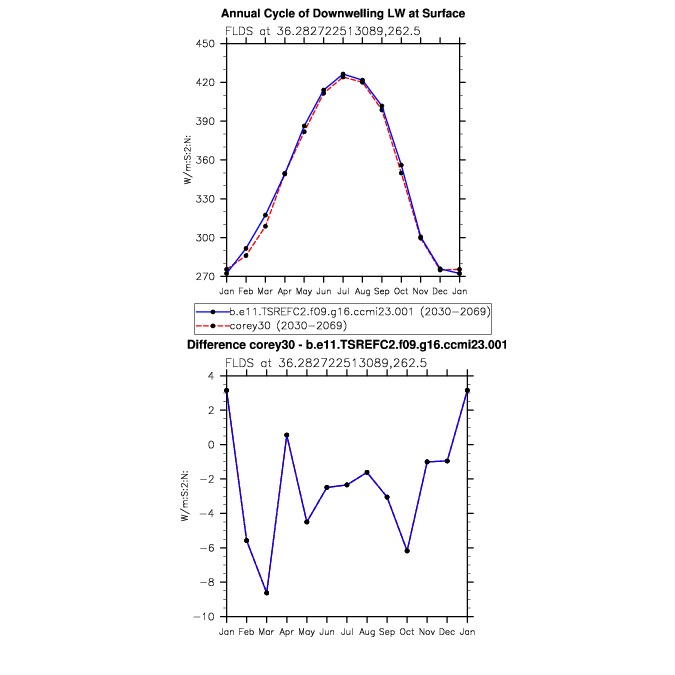 Annual Cycle of Downwelling LW at Surface
FLDS at 36.282722513089,262.5
450
420
390
360
330
300
270
W/m:S:2:N:
Jan Feb Mar Apr May Jun Jul Aug Sep Oct Nov Dec Jan
b.e11.TSREFC2.f09.g16.ccmi23.001 (2030-2069)
corey30 (2030-2069)
Difference corey30 - b.e11.TSREFC2.f09.g16.ccmi23.001
FLDS at 36.282722513089,262.5
4
2
0
-2
-4
-6
-8
-10
W/m:S:2:N:
Jan Feb Mar Apr May Jun Jul Aug Sep Oct Nov Dec Jan